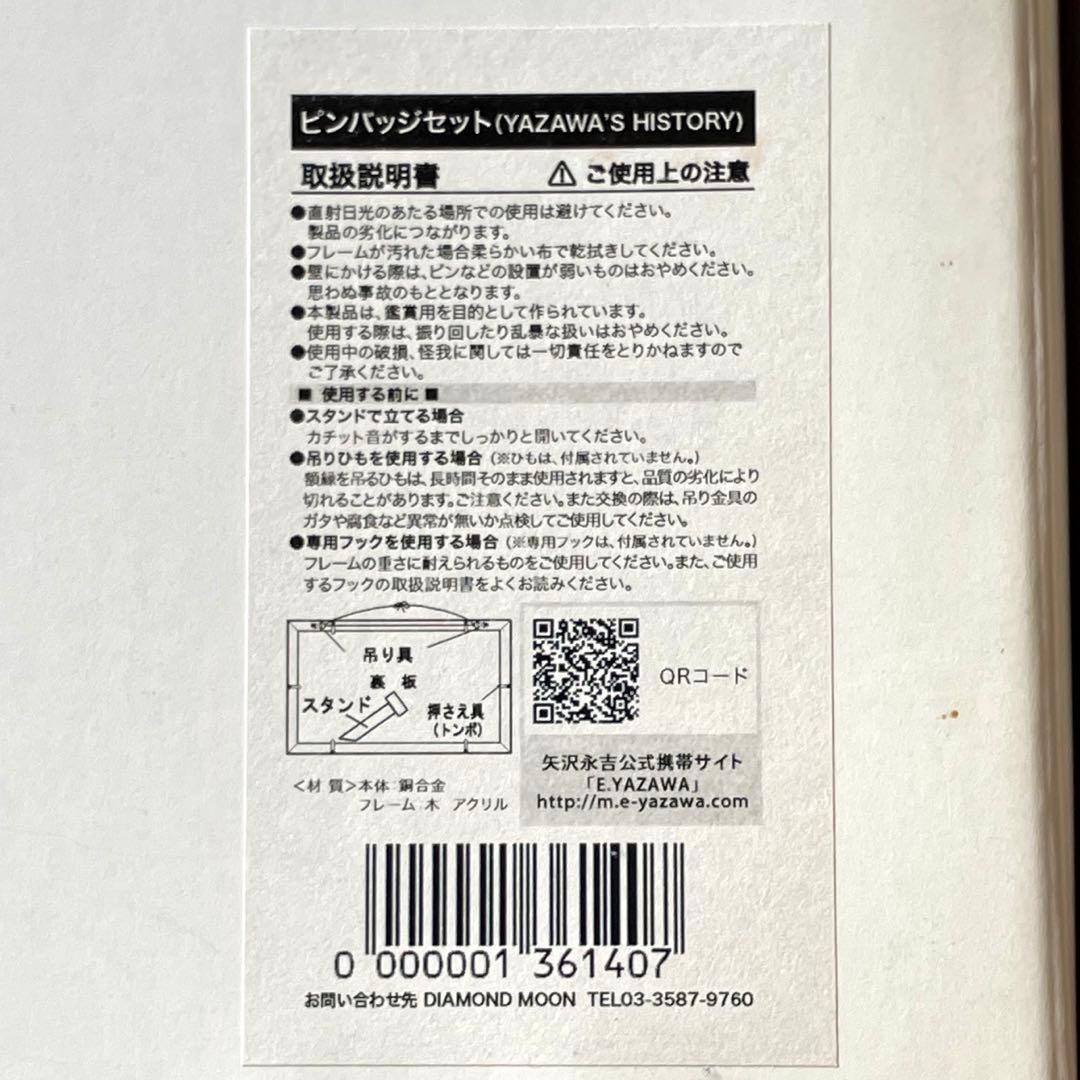 ピンバッジセット(YAZAWA'S HISTORY)
取扱説明書 ⚠ ご使用上の注意
●直射日光のあたる場所での使用は避けてください。
製品の劣化につながります。
●フレームが汚れた場合柔らかい布で乾拭きしてください。
●壁にかける際は、ピンなどの設置が弱いものはおやめください。
思わぬ事故のもととなります。
●本製品は、鑑賞用を目的として作られています。
使用する際は、振り回したり乱暴な扱いはおやめください。
●使用中の破損、怪我に関しては一切責任をとりかねますので
ご了承ください。
■ 使用する前に ■
●スタンドで立てる場合
カチット音がするまでしっかりと開いてください。
●吊りひもを使用する場合(※ひもは、付属されていません。)
額縁を吊るひもは、長時間そのまま使用されますと、品質の劣化により
切れることがあります。ご注意ください。また交換の際は、吊り金具の
ガタや腐食など異常が無いか点検してご使用してください。
●専用フックを使用する場合(※専用フックは、付属されていません。)
フレームの重さに耐えられるものをご使用してください。また、ご使用
するフックの取扱説明書をよくお読みください。
吊り具
裏 板
スタンド
押さえ具
(トンボ)
QRコード
矢沢永吉公式携帯サイト
「E.YAZAWA」
http://m.e-yazawa.com
<材 質>本体 銅合金
フレーム 木 アクリル
0 000001 361407
お問い合わせ先 DIAMOND MOON TEL03-3587-9760